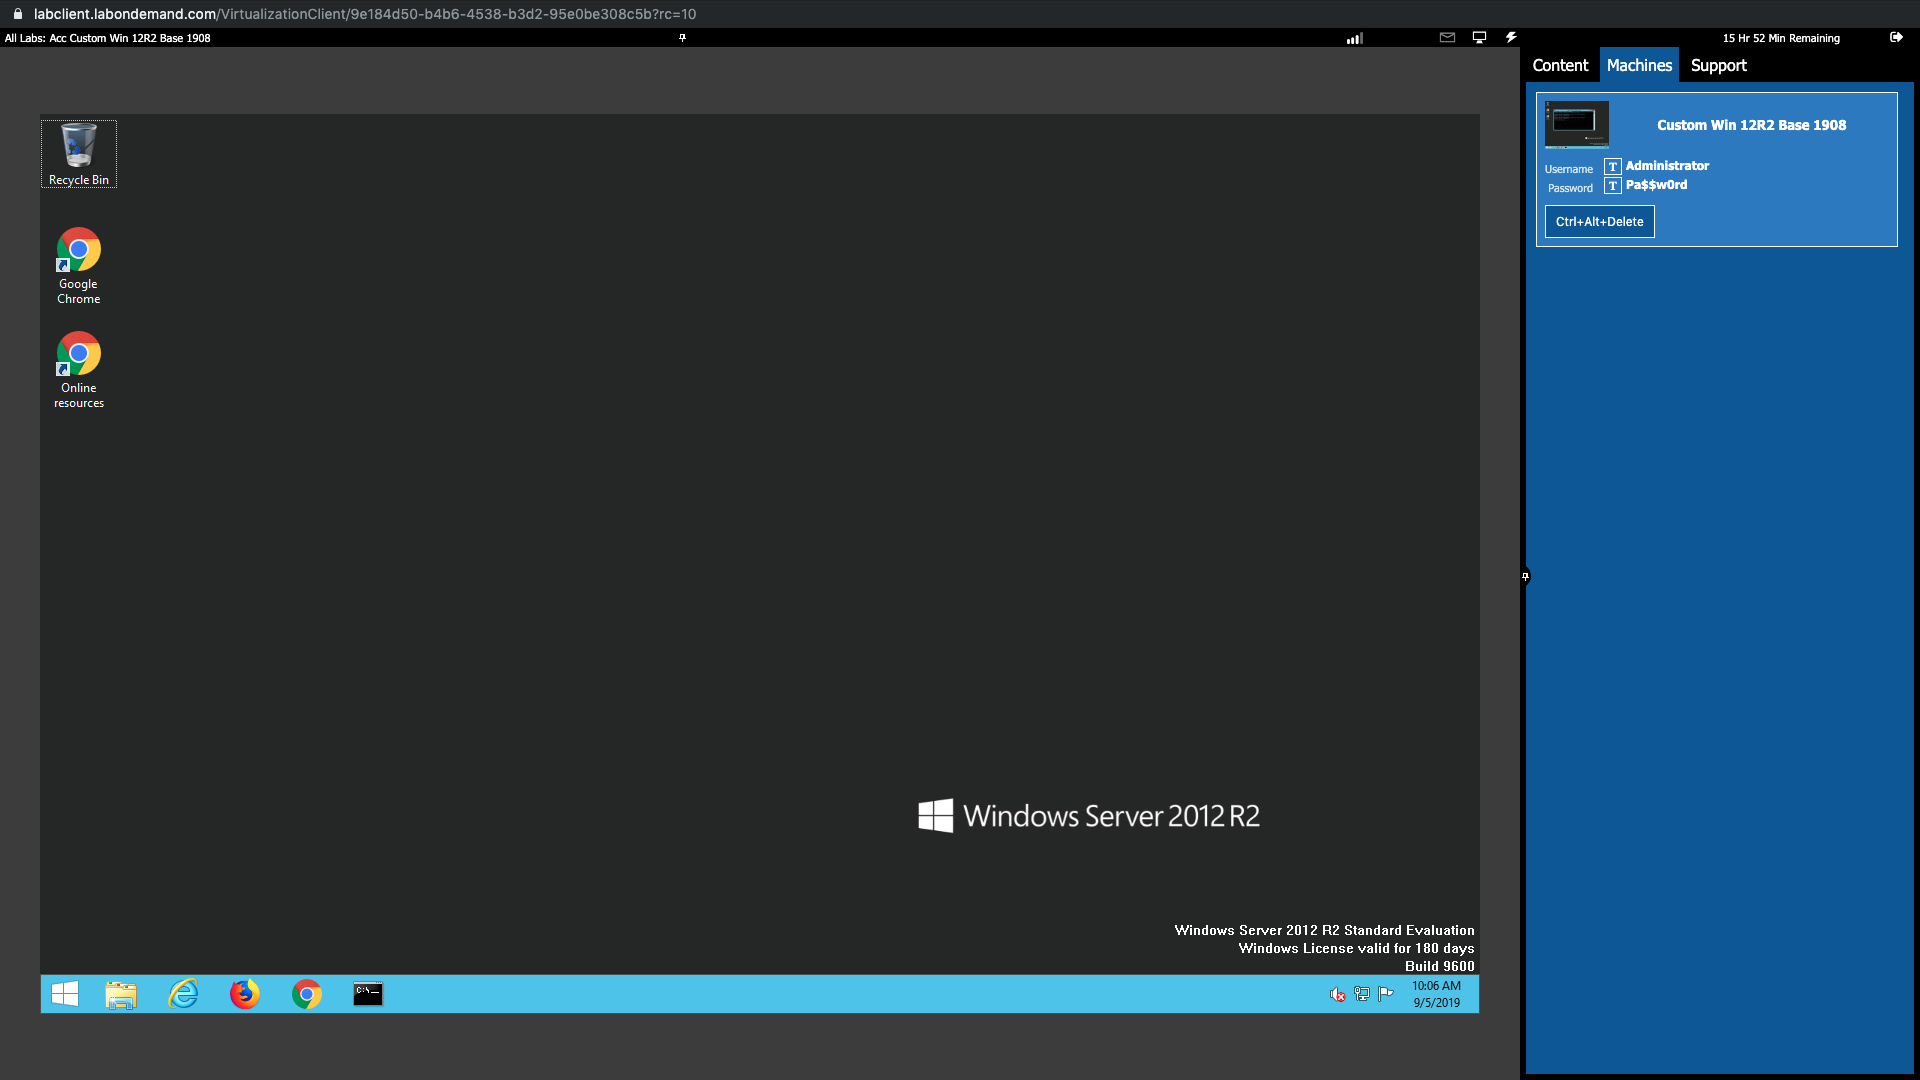 labclient.labondemand.com/VirtualizationClient/9e184d50-b4b6-4538-b3d2-95e0be308c5b?rc=10
All Labs: Acc Custom Win 12R2 Base 1908
15 Hr 52 Min Remaining
Content Machines Support
Custom Win 12R2 Base 1908
Username T Administrator
Password T Pa$$w0rd
Ctrl+Alt+Delete
Recycle Bin
Google
Chrome
Online
resources
Windows Server 2012 R2
Windows Server 2012 R2 Standard Evaluation
Windows License valid for 180 days
Build 9600
C:\_
10:06 AM
9/5/2019